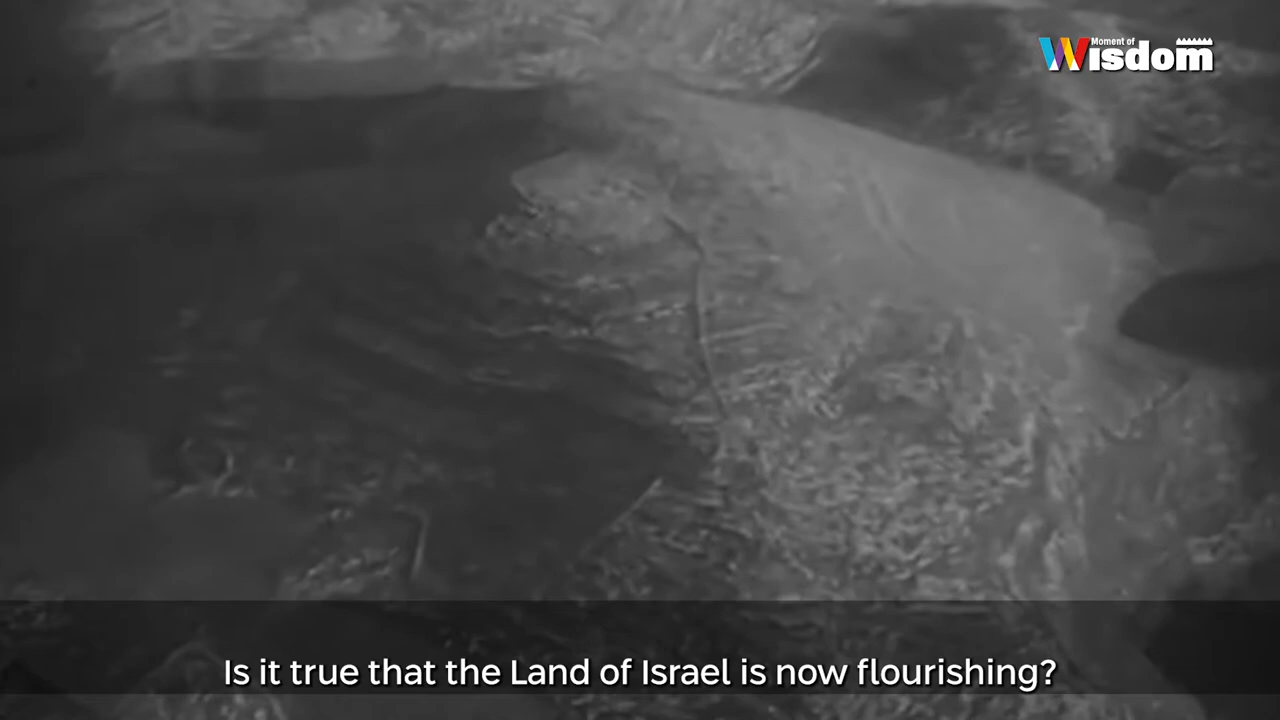 Moment of
Wisdom
Is it true that the Land of Israel is now flourishing?